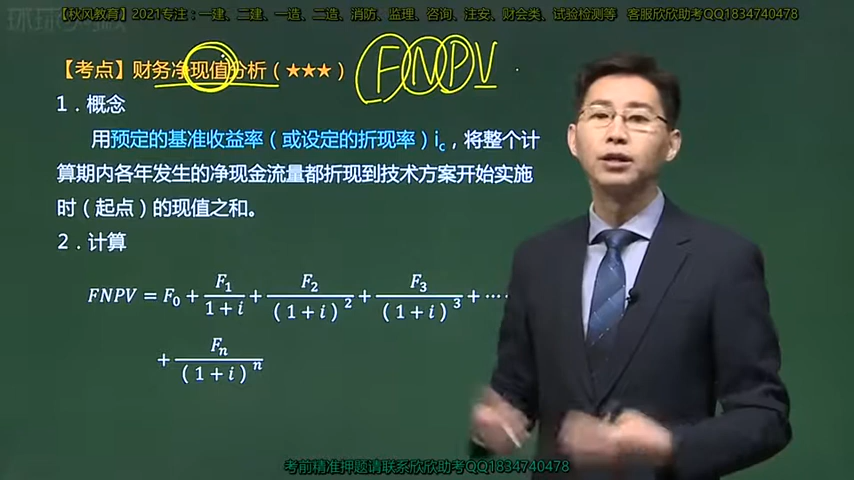 【秋风教育】2021专注：一建、二建、一造、二造、消防、监理、咨询、注安、财会类、试验检测等 客服欣欣助考QQ1834740478
【考点】财务净现值分析（★★★） FNPV
1．概念
用预定的基准收益率（或设定的折现率）ic，将整个计
算期内各年发生的净现金流量都折现到技术方案开始实施
时（起点）的现值之和。
2．计算
FNPV = F0 + F1/(1+i) + F2/(1+i)^2 + F3/(1+i)^3 + ⋯
+ Fn/(1+i)^n
考前精准押题请联系欣欣助考QQ1834740478